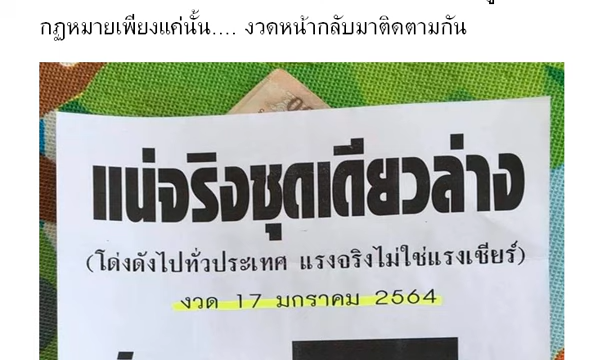 กฏหมายเพียงแค่นั้น.... งวดหน้ากลับมาติดตามกัน
แน่จริงชุดเดียวล่าง
(โด่งดังไปทั่วประเทศ แรงจริงไม่ใช่แรงเชียร์)
งวด 17 มกราคม 2564